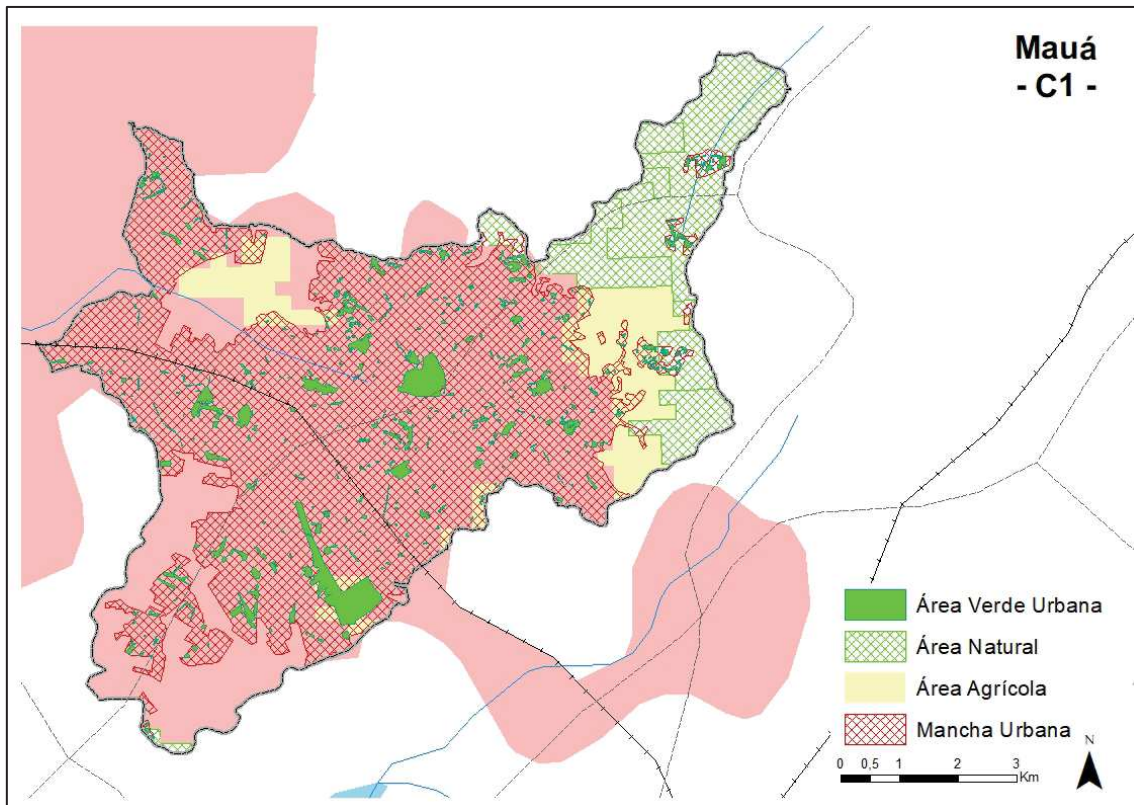 Mauá
- C1 -
Área Verde Urbana
Área Natural
Área Agrícola
Mancha Urbana
N
0 0,5 1 2 3
Km